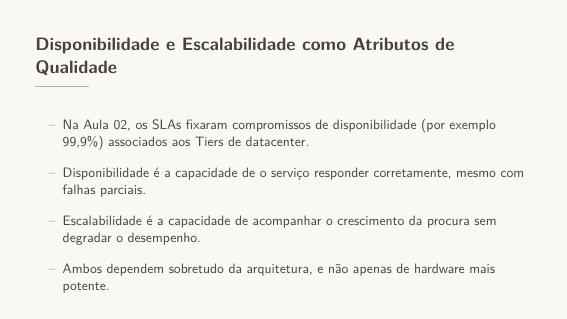 Disponibilidade e Escalabilidade como Atributos de
Qualidade
– Na Aula 02, os SLAs fixaram compromissos de disponibilidade (por exemplo
99,9%) associados aos Tiers de datacenter.
– Disponibilidade é a capacidade de o serviço responder corretamente, mesmo com
falhas parciais.
– Escalabilidade é a capacidade de acompanhar o crescimento da procura sem
degradar o desempenho.
– Ambos dependem sobretudo da arquitetura, e não apenas de hardware mais
potente.